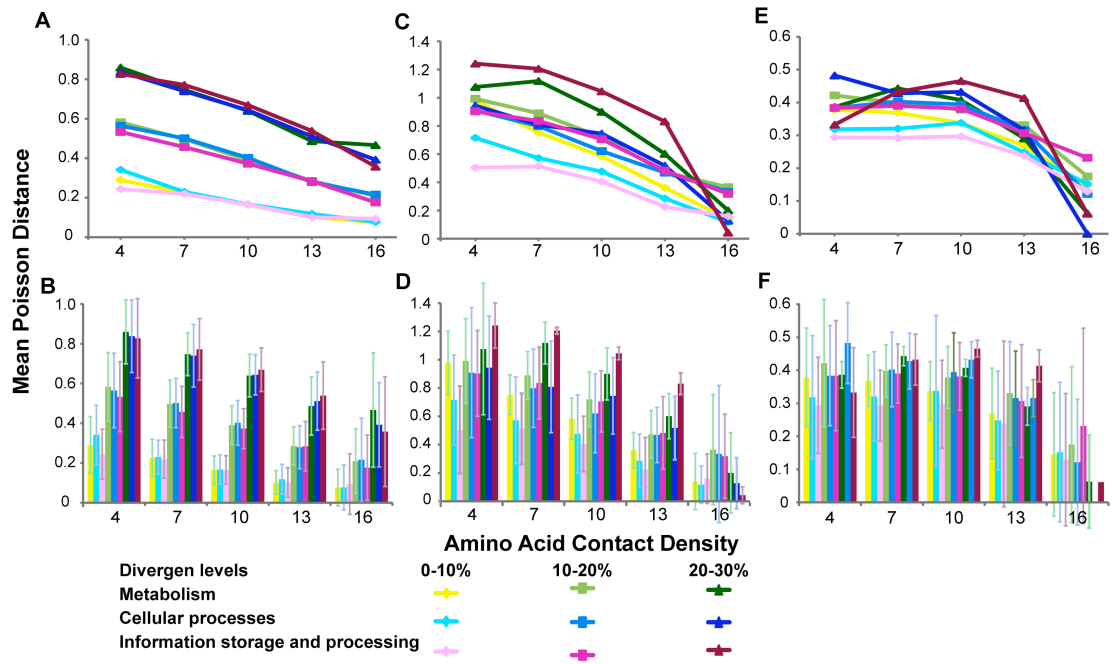 A
C
E
1.0
0.8
0.6
0.4
0.2
0
4 7 10 13 16
1.4
1.2
1
0.8
0.6
0.4
0.2
0
4 7 10 13 16
0.6
0.5
0.4
0.3
0.2
0.1
0
4 7 10 13 16
Mean Poisson Distance
B
D
F
1.0
0.8
0.6
0.4
0.2
0
4 7 10 13 16
1.4
1.2
1
0.8
0.6
0.4
0.2
0
4 7 10 13 16
0.6
0.5
0.4
0.3
0.2
0.1
0
4 7 10 13 16
Amino Acid Contact Density
Divergen levels 0-10% 10-20% 20-30%
Metabolism
Cellular processes
Information storage and processing